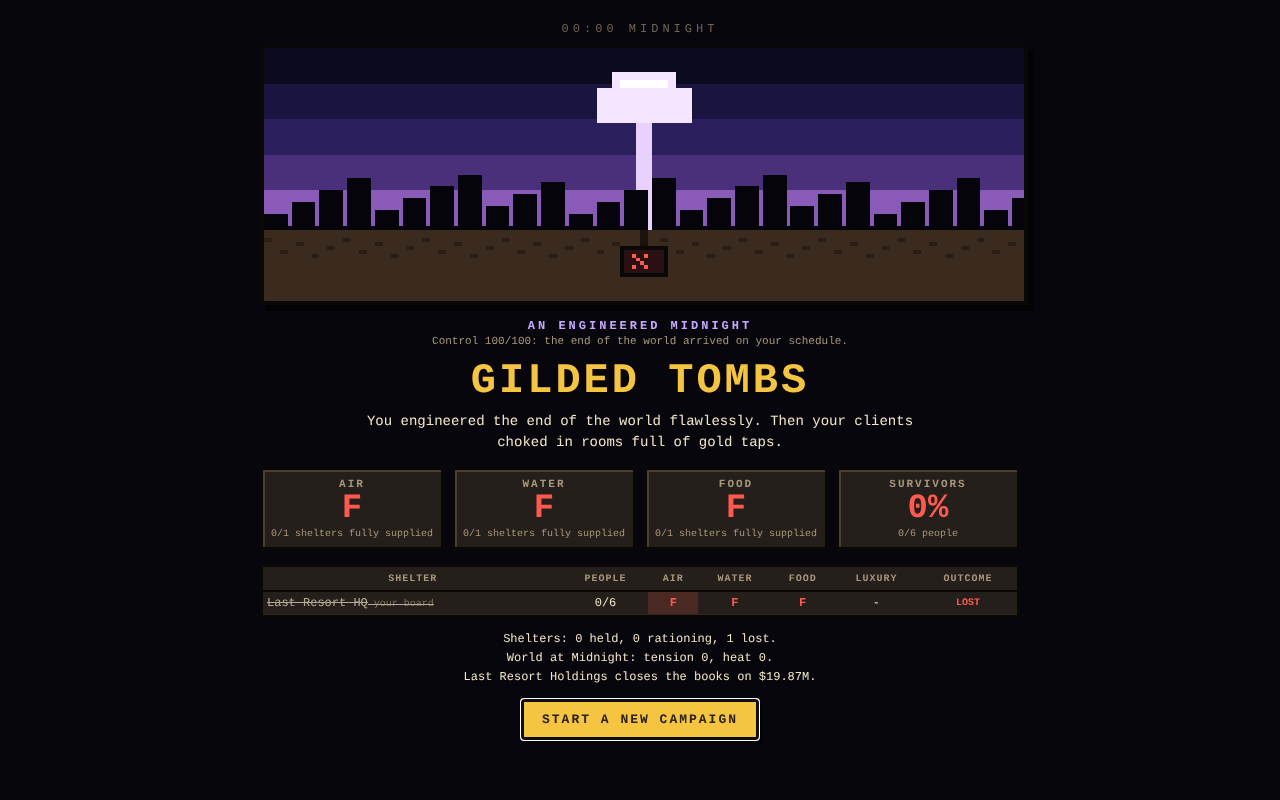 00:00 MIDNIGHT
AN ENGINEERED MIDNIGHT
Control 100/100: the end of the world arrived on your schedule.
GILDED TOMBS
You engineered the end of the world flawlessly. Then your clients
choked in rooms full of gold taps.
AIR
F
0/1 shelters fully supplied
WATER
F
0/1 shelters fully supplied
FOOD
F
0/1 shelters fully supplied
SURVIVORS
0%
0/6 people
SHELTER PEOPLE AIR WATER FOOD LUXURY OUTCOME
Last Resort HQ your board 0/6 F F F - LOST
Shelters: 0 held, 0 rationing, 1 lost.
World at Midnight: tension 0, heat 0.
Last Resort Holdings closes the books on $19.87M.
START A NEW CAMPAIGN